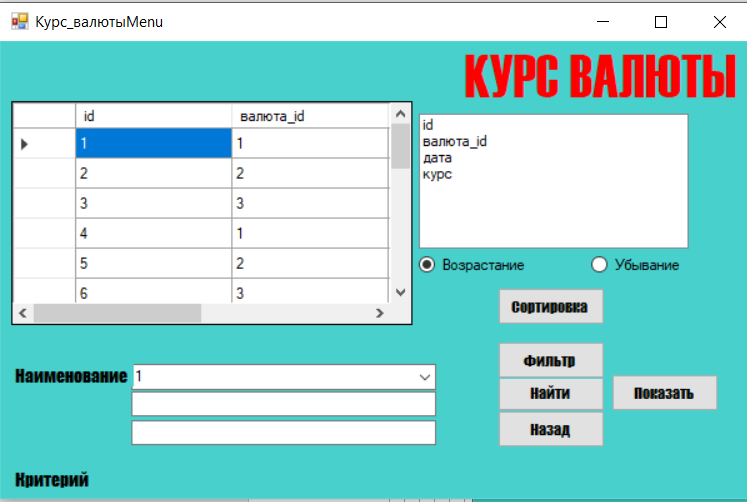 Курс_валютыMenu
КУРС ВАЛЮТЫ
id валюта_id
1 1
2 2
3 3
4 1
5 2
6 3
id
валюта_id
дата
курс
Возрастание Убывание
Сортировка
Фильтр
Наименование 1
Найти Показать
Назад
Критерий